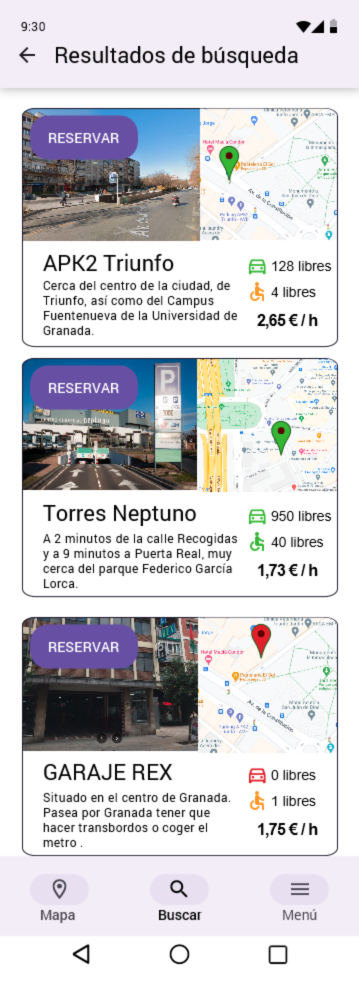 9:30
Resultados de búsqueda
RESERVAR
APK2 Triunfo
Cerca del centro de la ciudad, de
Triunfo, así como del Campus
Fuentenueva de la Universidad de
Granada.
128 libres
4 libres
2,65 € / h
RESERVAR
P
Torres Neptuno
A 2 minutos de la calle Recogidas
y a 9 minutos a Puerta Real, muy
cerca del parque Federico García
Lorca.
950 libres
40 libres
1,73 € / h
RESERVAR
GARAJE REX
Situado en el centro de Granada.
Pasea por Granada tener que
hacer transbordos o coger el
metro .
0 libres
1 libres
1,75 € / h
Mapa
Buscar
Menú